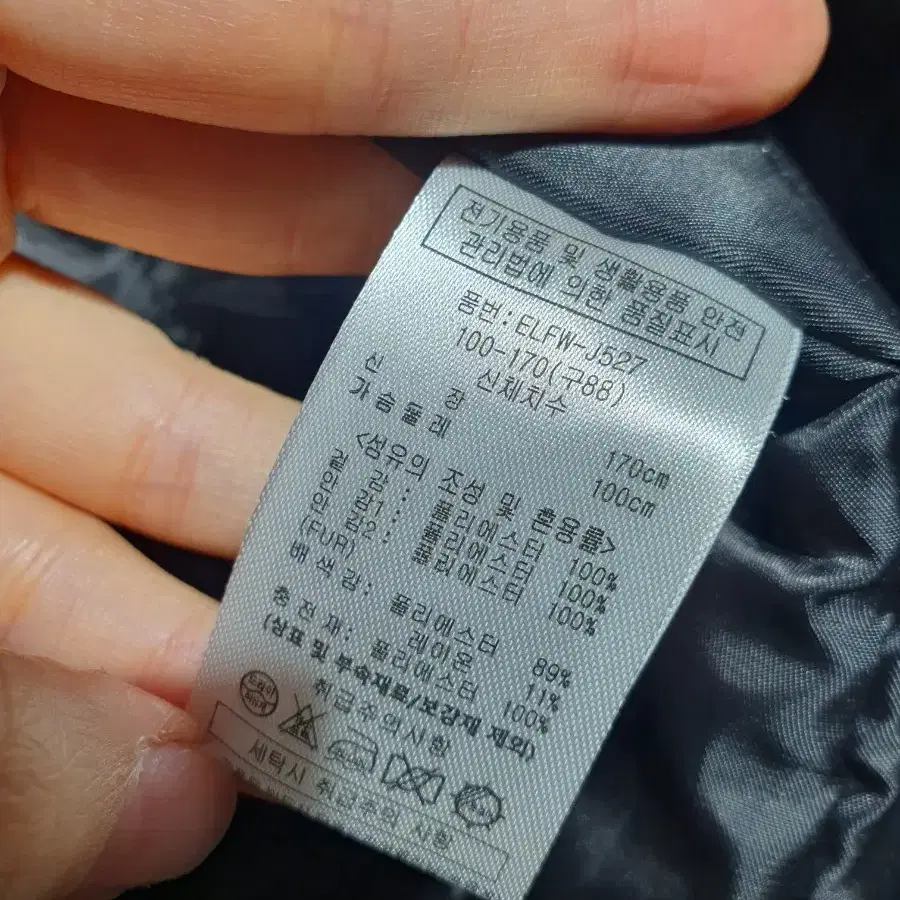 전기용품 및 생활용품 안전
관리법에 의한 품질표시
품번:ELFW-J527
100-170(구88)
신체치수
신 장 170cm
가슴둘레 100cm
<섬유의 조성 및 혼용률>
겉 감: 폴리에스터 100%
안 감1: 폴리에스터 100%
안 감2: 폴리에스터 100%
(FUR)
배 색 감: 폴리에스터 89%
레이온 11%
충 전 재: 폴리에스터 100%
(상표 및 부속재료/보강재 제외)
취급주의사항
드라이
세탁시 취급주의 사항